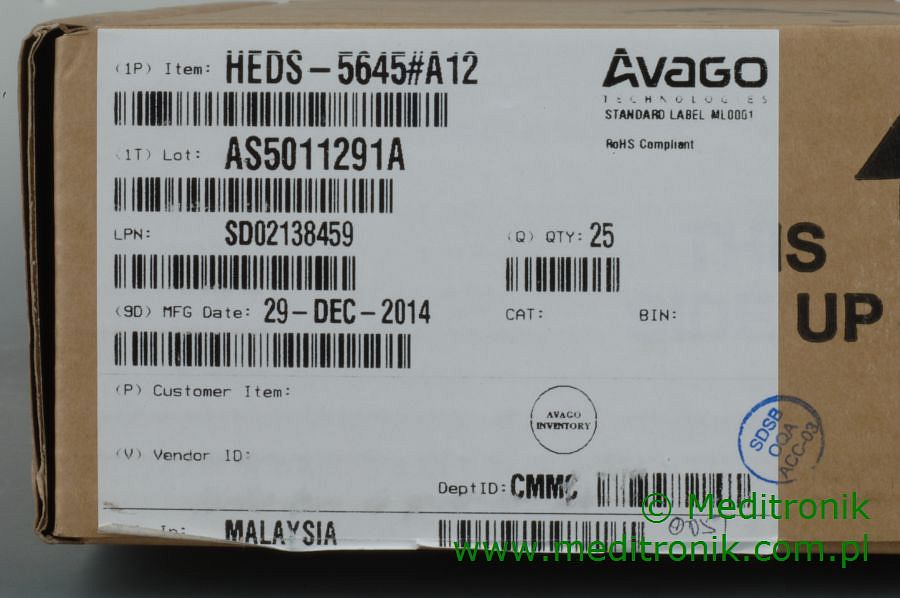 (1P) Item: HEDS-5645#A12
AVAGO
TECHNOLOGIES
STANDARD LABEL ML0001
RoHS Compliant
(1T) Lot: AS5011291A
LPN: SD02138459
(Q) QTY: 25
(9D) MFG Date: 29-DEC-2014
CAT: BIN:
(P) Customer Item:
AVAGO
INVENTORY
(V) Vendor ID:
DeptID: CMMC
In: MALAYSIA
IS
UP
SDSB
OQA
ACC-03
© Meditronik
www.meditronik.com.pl